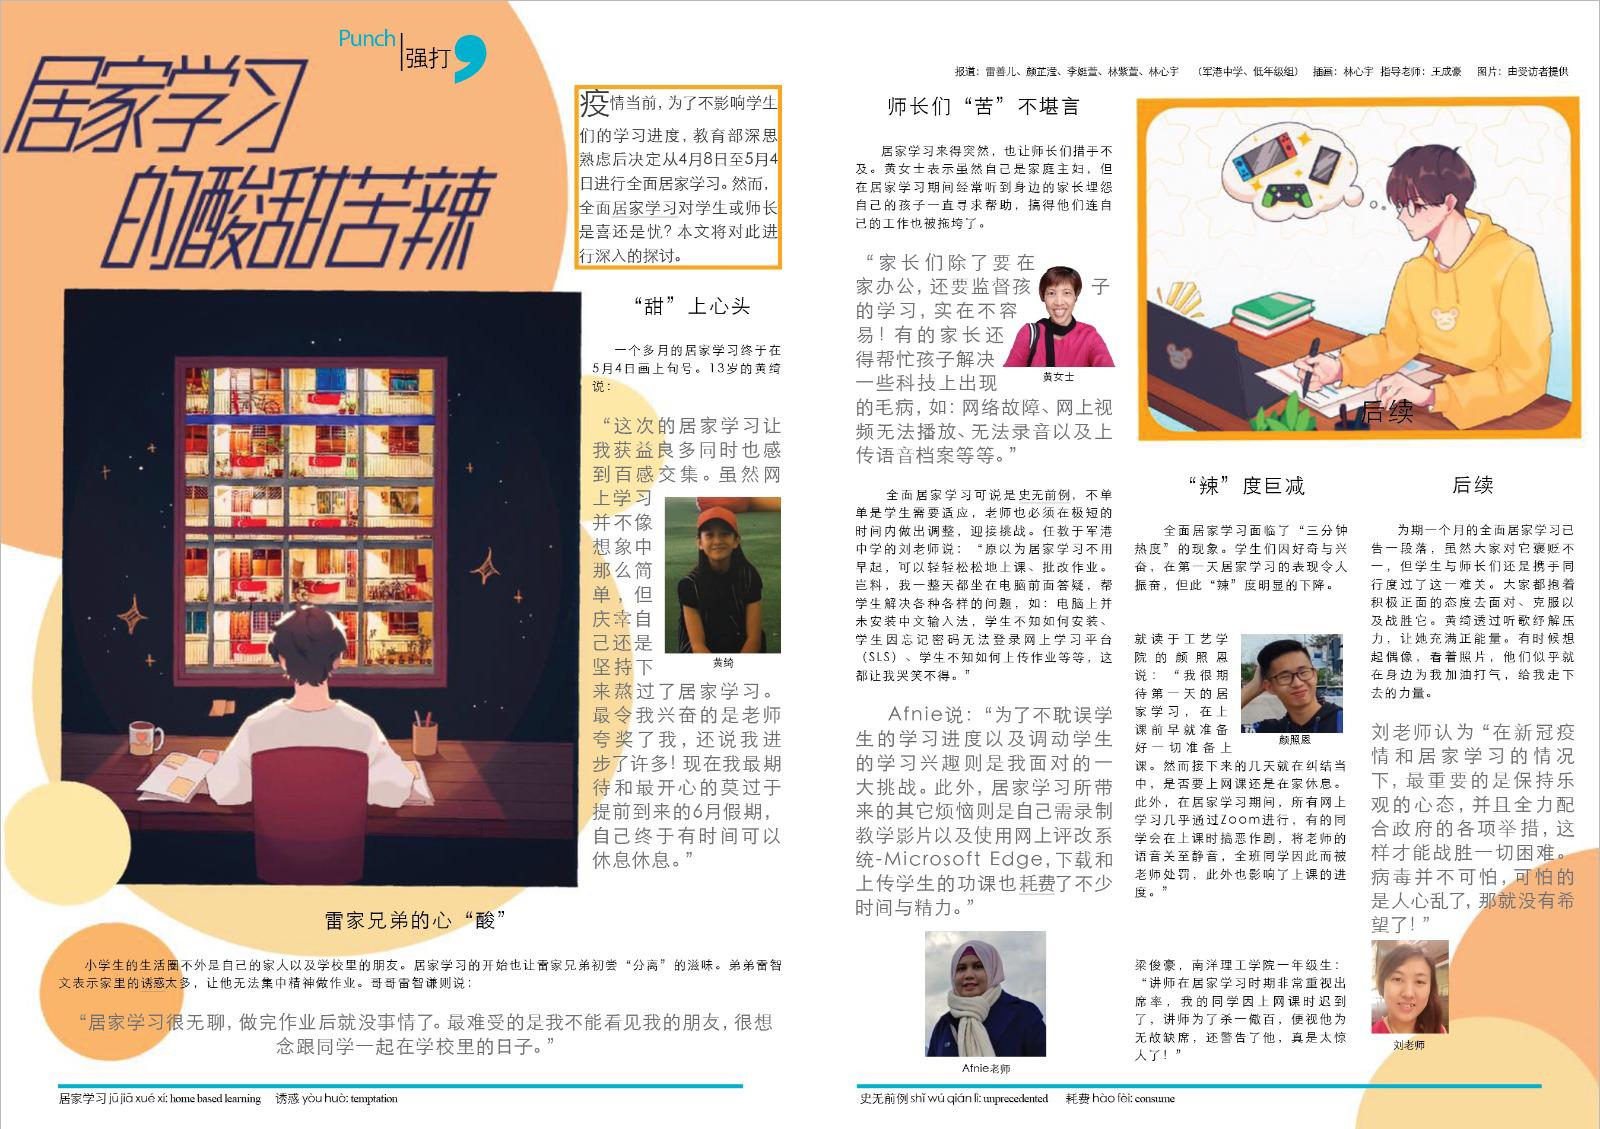 Punch
强打
居家学习
的酸甜苦辣
疫情当前,为了不影响学生
们的学习进度,教育部深思
熟虑后决定从4月8日至5月4
日进行全面居家学习。然而,
全面居家学习对学生或师长
是喜还是忧?本文将对此进
行深入的探讨。
“甜”上心头
一个多月的居家学习终于在
5月4日画上句号。13岁的黄绮
说:
“这次的居家学习让
我获益良多同时也感
到百感交集。虽然网
上学习
并不像
想象中
那么简
单,但
庆幸自
己还是
坚持下
来熬过了居家学习。
最令我兴奋的是老师
夸奖了我,还说我进
步了许多!现在我最期
待和最开心的莫过于
提前到来的6月假期,
自己终于有时间可以
休息休息。”
黄绮
雷家兄弟的心“酸”
小学生的生活圈不外是自己的家人以及学校里的朋友。居家学习的开始也让雷家兄弟初尝“分离”的滋味。弟弟雷智
文表示家里的诱惑太多,让他无法集中精神做作业。哥哥雷智谦则说:
“居家学习很无聊,做完作业后就没事情了。最难受的是我不能看见我的朋友,很想
念跟同学一起在学校里的日子。”
居家学习 jū jiā xué xí: home based learning 诱惑 yòu huò: temptation
报道:雷善儿、颜芷滢、李娗萱、林紫萱、林心宇 (军港中学、低年级组) 插画:林心宇 指导老师:王成豪 图片:由受访者提供
师长们“苦”不堪言
居家学习来得突然,也让师长们措手不
及。黄女士表示虽然自己是家庭主妇,但
在居家学习期间经常听到身边的家长埋怨
自己的孩子一直寻求帮助,搞得他们连自
己的工作也被拖垮了。
“家长们除了要在
家办公,还要监督孩子
的学习,实在不容
易!有的家长还
得帮忙孩子解决
一些科技上出现
的毛病,如:网络故障、网上视
频无法播放、无法录音以及上
传语音档案等等。”
黄女士
全面居家学习可说是史无前例,不单
单是学生需要适应,老师也必须在极短的
时间内做出调整,迎接挑战。任教于军港
中学的刘老师说:“原以为居家学习不用
早起,可以轻轻松松地上课、批改作业。
岂料,我一整天都坐在电脑前面答疑,帮
学生解决各种各样的问题,如:电脑上并
未安装中文输入法,学生不知如何安装、
学生因忘记密码无法登录网上学习平台
(SLS)、学生不知如何上传作业等等,这
都让我哭笑不得。”
Afnie说:“为了不耽误学
生的学习进度以及调动学生
的学习兴趣则是我面对的一
大挑战。此外,居家学习所带
来的其它烦恼则是自己需录制
教学影片以及使用网上评改系
统-Microsoft Edge,下载和
上传学生的功课也耗费了不少
时间与精力。”
Afnie老师
后续
“辣”度巨减
全面居家学习面临了“三分钟
热度”的现象。学生们因好奇与兴
奋,在第一天居家学习的表现令人
振奋,但此“辣”度明显的下降。
就读于工艺学
院的颜照恩
说:“我很期
待第一天的居
家学习,在上
课前早就准备
好一切准备上
课。然而接下来的几天就在纠结当
中,是否要上网课还是在家休息。
此外,在居家学习期间,所有网上
学习几乎通过Zoom进行,有的同
学会在上课时搞恶作剧,将老师的
语音关至静音,全班同学因此而被
老师处罚,此外也影响了上课的进
度。”
颜照恩
梁俊豪,南洋理工学院一年级生:
“讲师在居家学习时期非常重视出
席率,我的同学因上网课时迟到
了,讲师为了杀一儆百,便视他为
无故缺席,还警告了他,真是太惊
人了!”
后续
为期一个月的全面居家学习已
告一段落,虽然大家对它褒贬不
一,但学生与师长们还是携手同
行度过了这一难关。大家都抱着
积极正面的态度去面对、克服以
及战胜它。黄绮透过听歌纾解压
力,让她充满正能量。有时候想
起偶像,看着照片,他们似乎就
在身边为我加油打气,给我走下
去的力量。
刘老师认为“在新冠疫
情和居家学习的情况
下,最重要的是保持乐
观的心态,并且全力配
合政府的各项举措,这
样才能战胜一切困难。
病毒并不可怕,可怕的
是人心乱了,那就没有希
望了!”
刘老师
史无前例 shǐ wú qián lì: unprecedented 耗费 hào fèi: consume